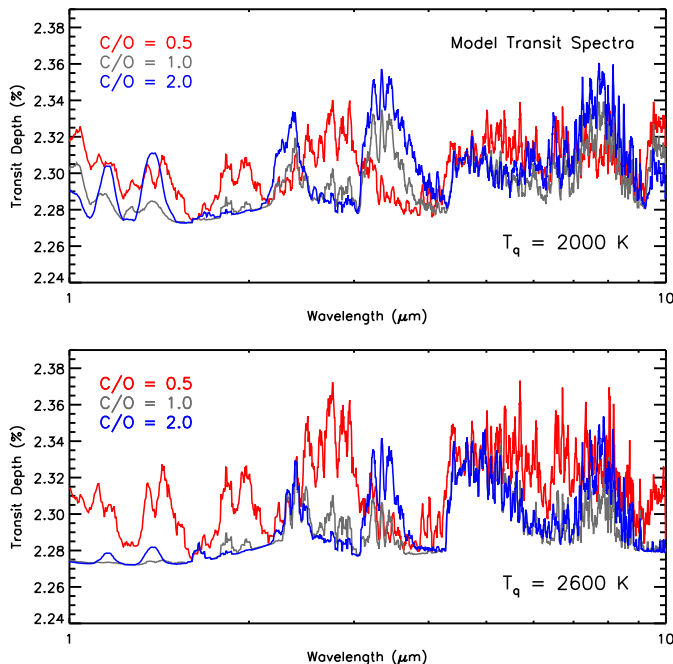 2.38
2.36
2.34
2.32
2.30
2.28
2.26
2.24
Transit Depth (%)
C/O = 0.5
C/O = 1.0
C/O = 2.0
Model Transit Spectra
T_q = 2000 K
1
10
Wavelength (μm)
2.38
2.36
2.34
2.32
2.30
2.28
2.26
2.24
Transit Depth (%)
C/O = 0.5
C/O = 1.0
C/O = 2.0
T_q = 2600 K
1
10
Wavelength (μm)